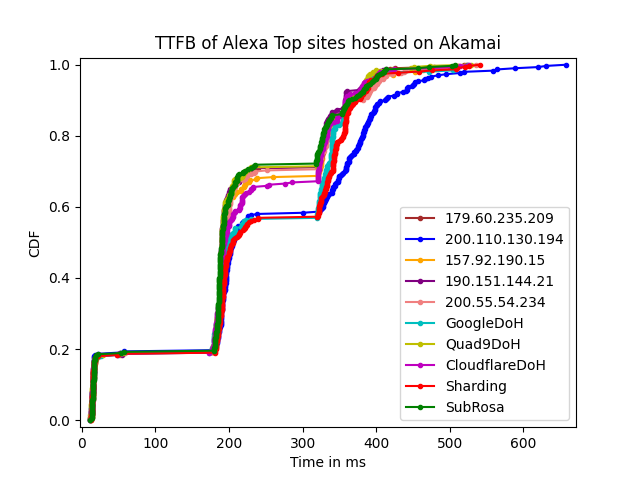 TTFB of Alexa Top sites hosted on Akamai
1.0
0.8
0.6
0.4
0.2
0.0
CDF
179.60.235.209
200.110.130.194
157.92.190.15
190.151.144.21
200.55.54.234
GoogleDoH
Quad9DoH
CloudflareDoH
Sharding
SubRosa
0 100 200 300 400 500 600
Time in ms